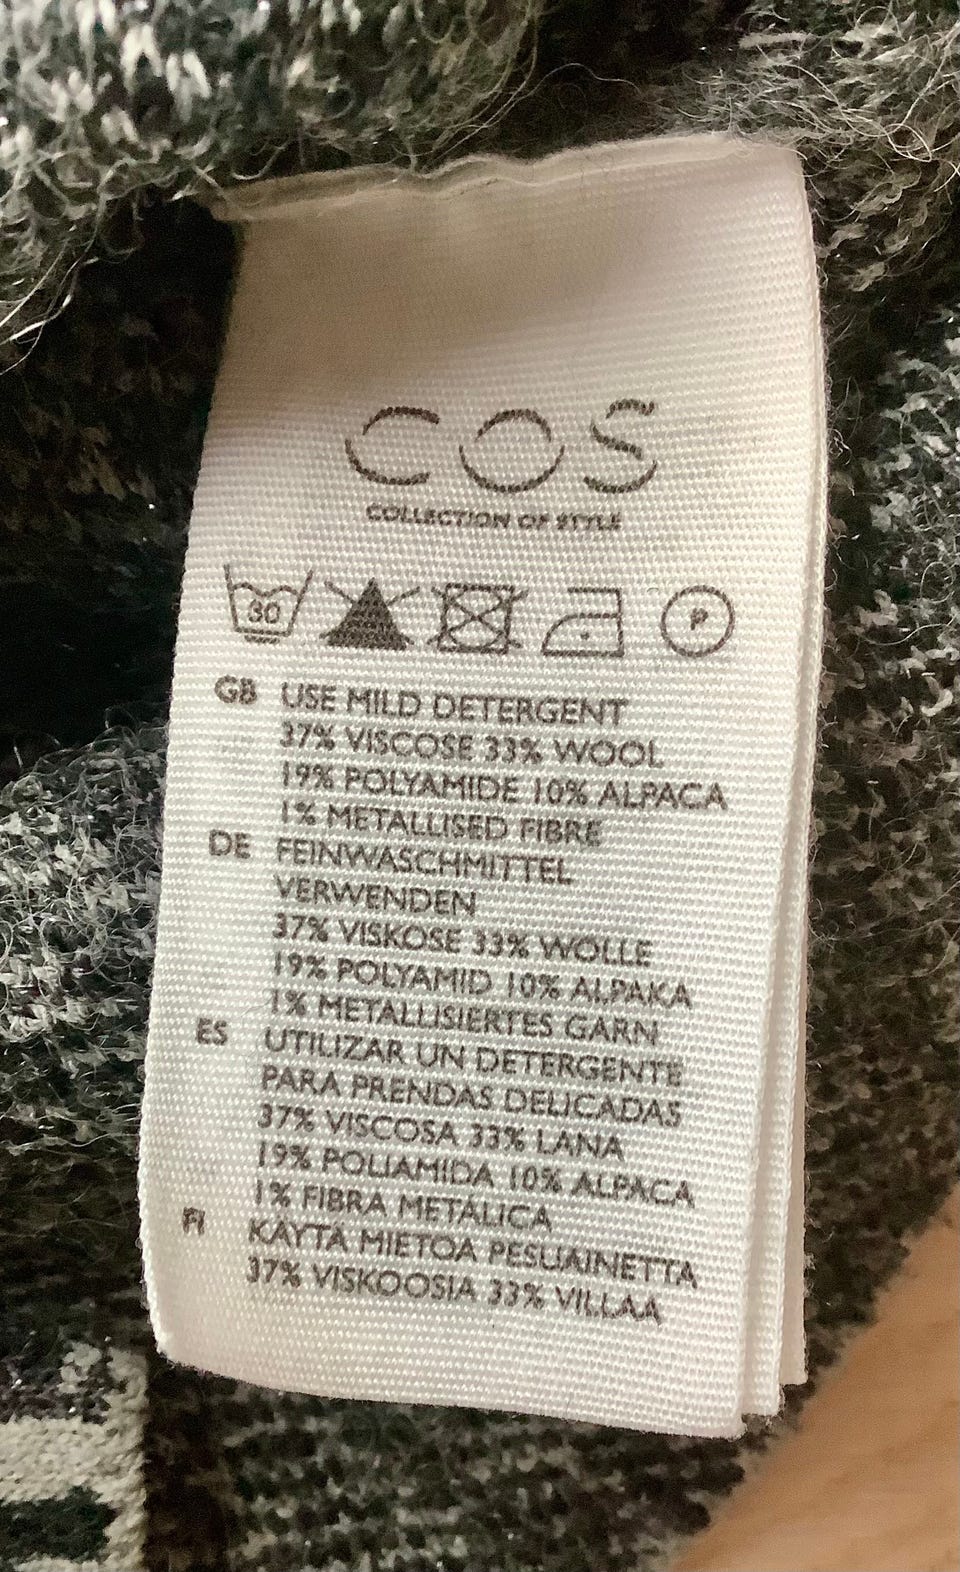 COS
COLLECTION OF STYLE
30
P
GB USE MILD DETERGENT
37% VISCOSE 33% WOOL
19% POLYAMIDE 10% ALPACA
1% METALLISED FIBRE
DE FEINWASCHMITTEL
VERWENDEN
37% VISKOSE 33% WOLLE
19% POLYAMID 10% ALPAKA
1% METALLISIERTES GARN
ES UTILIZAR UN DETERGENTE
PARA PRENDAS DELICADAS
37% VISCOSA 33% LANA
19% POLIAMIDA 10% ALPACA
1% FIBRA METÁLICA
FI KÄYTÄ MIETOA PESUAINETTA
37% VISKOOSIA 33% VILLAA